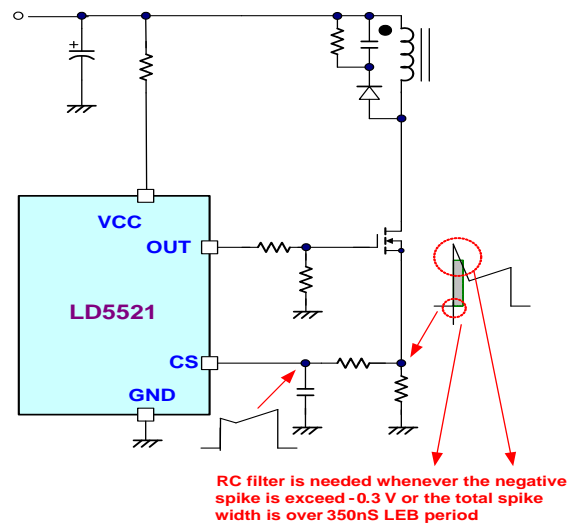 +
VCC
OUT
LD5521
CS
GND
RC filter is needed whenever the negative
spike is exceed -0.3 V or the total spike
width is over 350nS LEB period